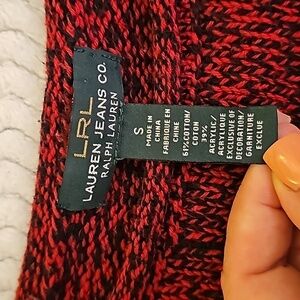 LRL
LAUREN JEANS CO.
RALPH LAUREN
S
MADE IN
CHINA
FABRIQUE EN
CHINE
61% COTTON/
COTON
39%
ACRYLIC/
ACRYLIQUE
EXCLUSIVE OF
DECORATION/
GARNITURE
EXCLUE